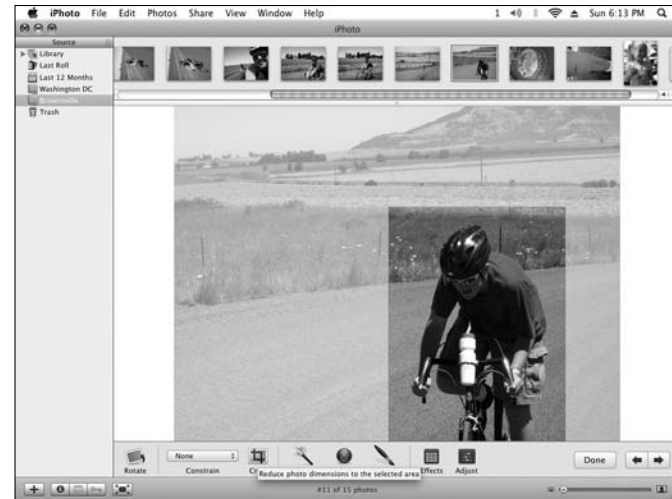 iPhoto File Edit Photos Share View Window Help 1 Sun 6:13 PM
iPhoto
Source
Library
Last Roll
Last 12 Months
Washington DC
Brownsville
Trash
None
Done
Rotate Constrain Effects Adjust
Reduce photo dimensions to the selected area
#11 of 15 photos